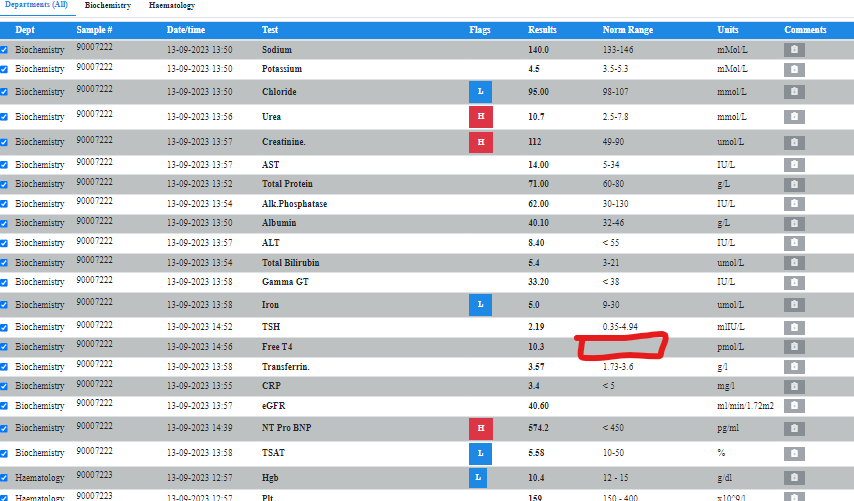 Departments (All) Biochemistry Haematology
Dept Sample # Date/time Test Flags Results Norm Range Units Comments
Biochemistry 90007222 13-09-2023 13:50 Sodium 140.0 133-146 mMol/L
Biochemistry 90007222 13-09-2023 13:50 Potassium 4.5 3.5-5.3 mMol/L
Biochemistry 90007222 13-09-2023 13:50 Chloride L 95.00 98-107 mmol/L
Biochemistry 90007222 13-09-2023 13:56 Urea H 10.7 2.5-7.8 mmol/L
Biochemistry 90007222 13-09-2023 13:57 Creatinine. H 112 49-90 umol/L
Biochemistry 90007222 13-09-2023 13:57 AST 14.00 5-34 IU/L
Biochemistry 90007222 13-09-2023 13:52 Total Protein 71.00 60-80 g/L
Biochemistry 90007222 13-09-2023 13:54 Alk.Phosphatase 62.00 30-130 IU/L
Biochemistry 90007222 13-09-2023 13:50 Albumin 40.10 32-46 g/L
Biochemistry 90007222 13-09-2023 13:57 ALT 8.40 < 55 IU/L
Biochemistry 90007222 13-09-2023 13:54 Total Bilirubin 5.4 3-21 umol/L
Biochemistry 90007222 13-09-2023 13:58 Gamma GT 33.20 < 38 IU/L
Biochemistry 90007222 13-09-2023 13:58 Iron L 5.0 9-30 umol/L
Biochemistry 90007222 13-09-2023 14:52 TSH 2.19 0.35-4.94 mIIU/L
Biochemistry 90007222 13-09-2023 14:56 Free T4 10.3 pmol/L
Biochemistry 90007222 13-09-2023 13:58 Transferrin. 3.57 1.73-3.6 g/l
Biochemistry 90007222 13-09-2023 13:55 CRP 3.4 < 5 mg/l
Biochemistry 90007222 13-09-2023 13:57 eGFR 40.60 ml/min/1.72m2
Biochemistry 90007222 13-09-2023 14:39 NT Pro BNP H 574.2 < 450 pg/ml
Biochemistry 90007222 13-09-2023 13:58 TSAT L 5.58 10-50 %
Haematology 90007223 13-09-2023 12:57 Hgb L 10.4 12 - 15 g/dl
Haematology 90007223 13-09-2023 12:57 Plt 159 150 - 400 x10^9/l